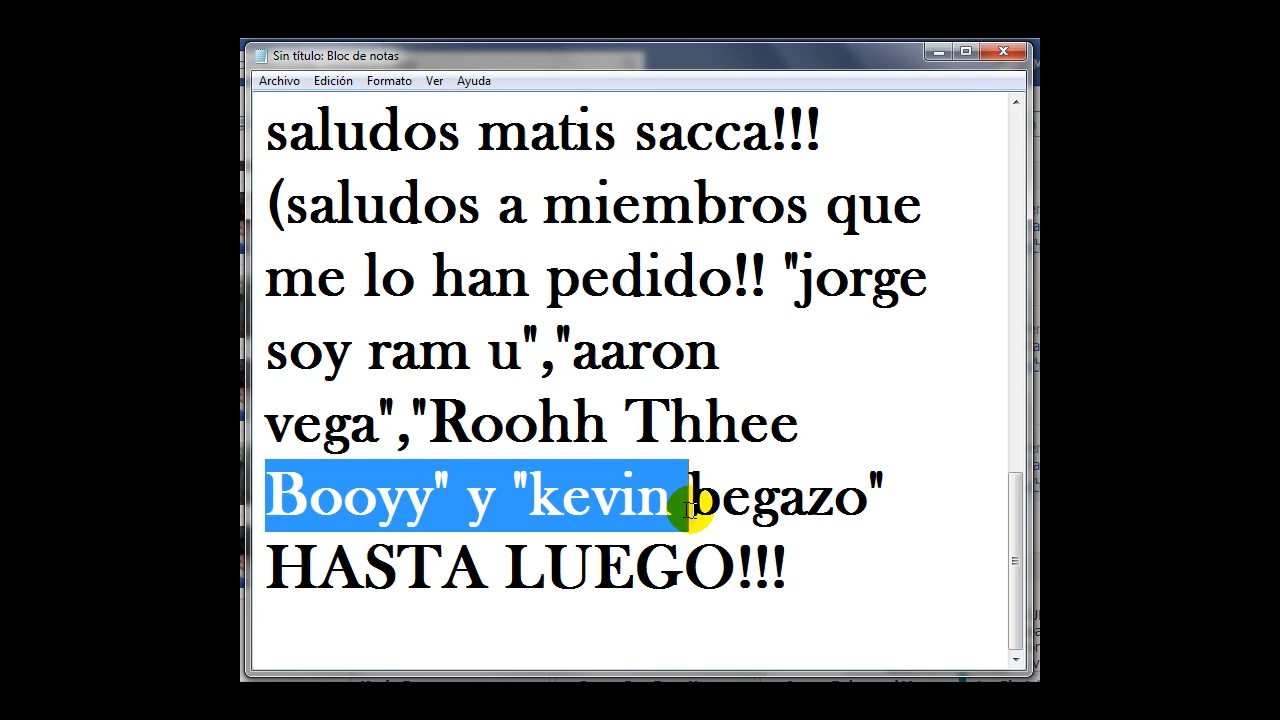 Sin título: Bloc de notas
Archivo Edición Formato Ver Ayuda
saludos matis sacca!!!
(saludos a miembros que
me lo han pedido!! "jorge
soy ram u","aaron
vega","Roohh Thhee
Booyy" y "kevin begazo"
HASTA LUEGO!!!